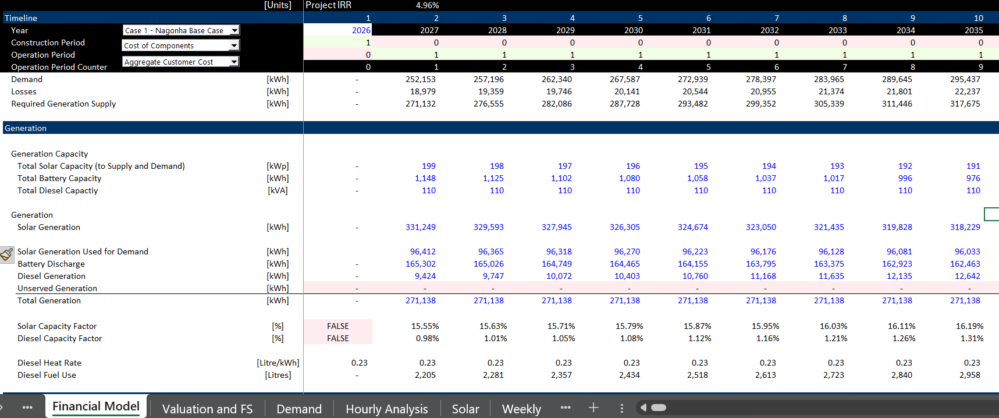 [Units] Project IRR 4.96%
Timeline 1 2 3 4 5 6 7 8 9 10
Year Case 1 - Nagonha Base Case 2026 2027 2028 2029 2030 2031 2032 2033 2034 2035
Construction Period Cost of Components 1 0 0 0 0 0 0 0 0 0
Operation Period 0 1 1 1 1 1 1 1 1 1
Aggregate Customer Cost
Operation Period Counter 0 1 2 3 4 5 6 7 8 9
Demand [kWh] - 252,153 257,196 262,340 267,587 272,939 278,397 283,965 289,645 295,437
Losses [kWh] - 18,979 19,359 19,746 20,141 20,544 20,955 21,374 21,801 22,237
Required Generation Supply [kWh] - 271,132 276,555 282,086 287,728 293,482 299,352 305,339 311,446 317,675
Generation
Generation Capacity
Total Solar Capacity (to Supply and Demand) [kWp] - 199 198 197 196 195 194 193 192 191
Total Battery Capacity [kWh] - 1,148 1,125 1,102 1,080 1,058 1,037 1,017 996 976
Total Diesel Capactiy [kVA] - 110 110 110 110 110 110 110 110 110
Generation
Solar Generation [kWh] - 331,249 329,593 327,945 326,305 324,674 323,050 321,435 319,828 318,229
Solar Generation Used for Demand [kWh] 96,412 96,365 96,318 96,270 96,223 96,176 96,128 96,081 96,033
Battery Discharge [kWh] - 165,302 165,026 164,749 164,465 164,155 163,795 163,375 162,923 162,463
Diesel Generation [kWh] - 9,424 9,747 10,072 10,403 10,760 11,168 11,635 12,135 12,642
Unserved Generation [kWh] - - - - - - - - - -
Total Generation [kWh] - 271,138 271,138 271,138 271,138 271,138 271,138 271,138 271,138 271,138
Solar Capacity Factor [%] FALSE 15.55% 15.63% 15.71% 15.79% 15.87% 15.95% 16.03% 16.11% 16.19%
Diesel Capacity Factor [%] FALSE 0.98% 1.01% 1.05% 1.08% 1.12% 1.16% 1.21% 1.26% 1.31%
Diesel Heat Rate [Litre/kWh] 0.23 0.23 0.23 0.23 0.23 0.23 0.23 0.23 0.23 0.23
Diesel Fuel Use [Litres] - 2,205 2,281 2,357 2,434 2,518 2,613 2,723 2,840 2,958
Financial Model Valuation and FS Demand Hourly Analysis Solar Weekly